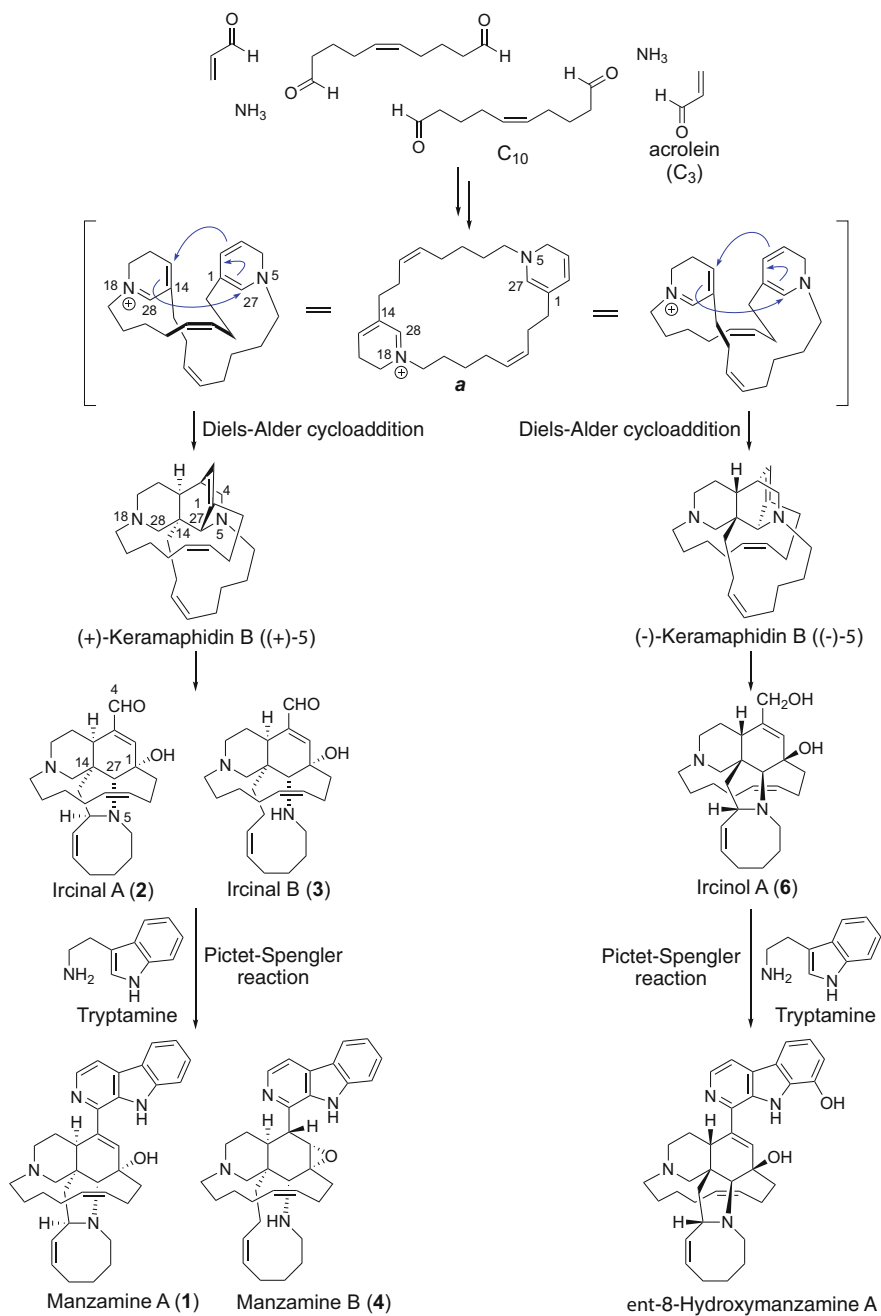 O
H
O
H
NH3
NH3
O
H
O
H
H
O
C10
acrolein
(C3)
18 N 14 1 N 5
28 27
+
=
N 5
27 1
14
28
18 N
+
a
=
N N
+
Diels-Alder cycloaddition
Diels-Alder cycloaddition
H
4
1
18 N 28 27 N
14 5
H
N N
(+)-Keramaphidin B ((+)-5)
(-)-Keramaphidin B ((-)-5)
4
CHO
H
1 OH
N 14 27
H N 5
CHO
H
OH
N
HN
CH2OH
H
OH
N
H N
Ircinal A (2)
Ircinal B (3)
Ircinol A (6)
NH2
N
H
Tryptamine
Pictet-Spengler
reaction
Pictet-Spengler
reaction
NH2
N
H
Tryptamine
N N
H
H
OH
N
H N
N N
H
H H
O
N
HN
N N
H
OH
H
OH
N
H N
Manzamine A (1)
Manzamine B (4)
ent-8-Hydroxymanzamine A